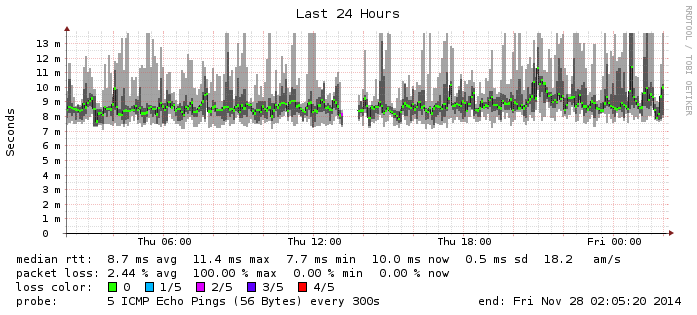 Last 24 Hours
RRDTOOL / TOBI OETIKER
Seconds
13 m
12 m
11 m
10 m
9 m
8 m
7 m
6 m
5 m
4 m
3 m
2 m
1 m
0
Thu 06:00 Thu 12:00 Thu 18:00 Fri 00:00
median rtt: 8.7 ms avg 11.4 ms max 7.7 ms min 10.0 ms now 0.5 ms sd 18.2 am/s
packet loss: 2.44 % avg 100.00 % max 0.00 % min 0.00 % now
loss color: 0 1/5 2/5 3/5 4/5
probe: 5 ICMP Echo Pings (56 Bytes) every 300s end: Fri Nov 28 02:05:20 2014